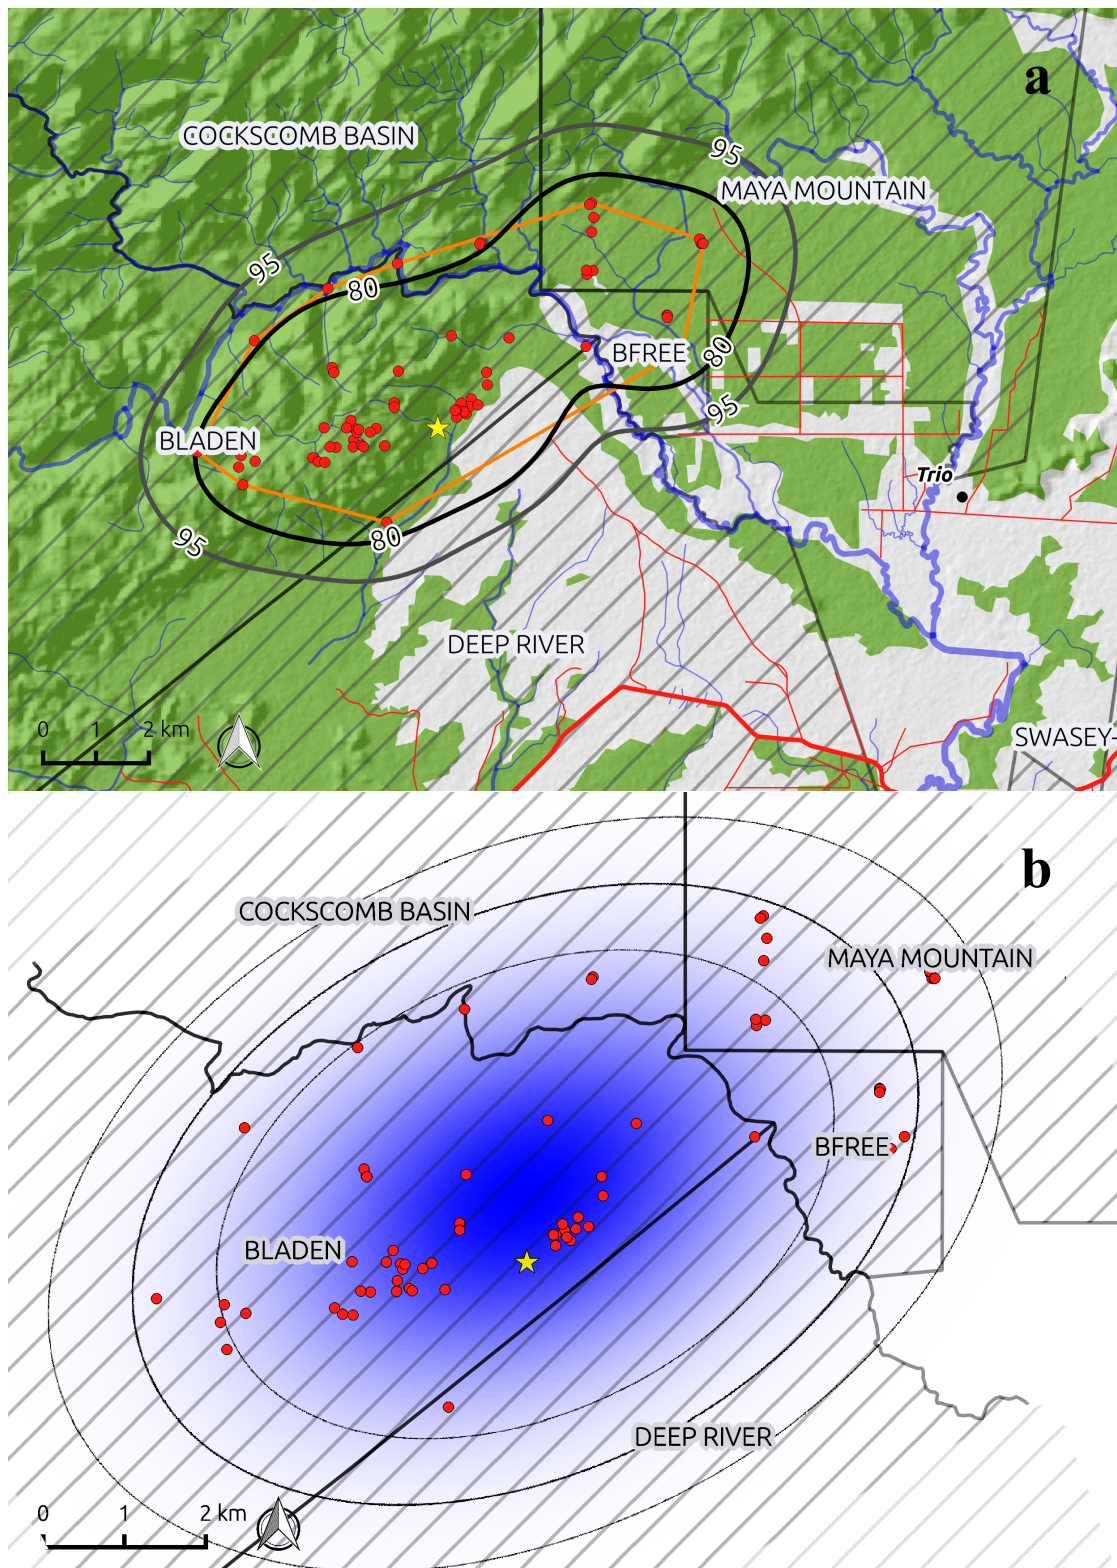 a
COCKSCOMB BASIN
95
MAYA MOUNTAIN
95
80
BFREE
80
95
BLADEN
Trio
80
95
DEEP RIVER
0 1 2 km
SWASEY-
b
COCKSCOMB BASIN
MAYA MOUNTAIN
BFREE
BLADEN
DEEP RIVER
0 1 2 km